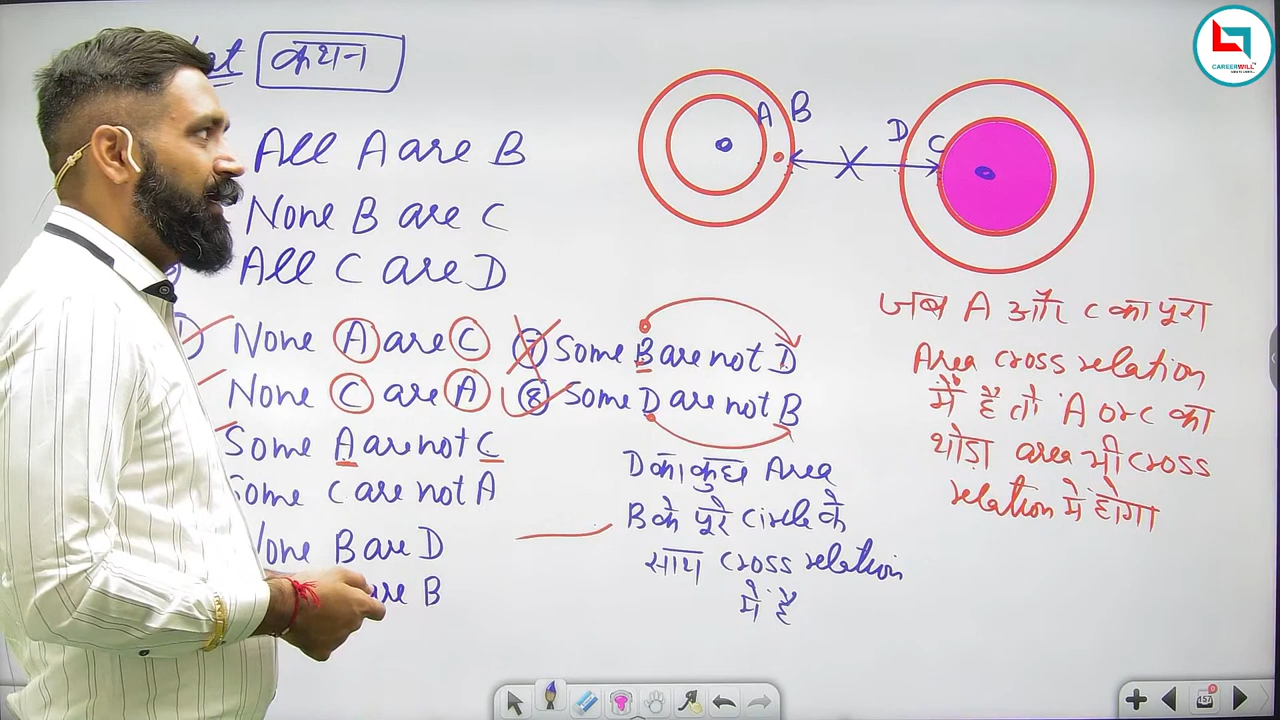 कथन
All A are B
None B are C
All C are D
None A are C
None C are A
Some A are not C
Some C are not A
None B are D
are B
⑦ Some B are not D
⑧ Some D are not B
D का कुछ Area
B के पूरे circle के
साथ cross relation
में है
A B
D C
जब A और C का पूरा
Area cross relation
में है तो A or C का
थोड़ा area भी cross
relation में होगा
CAREERWILL
157